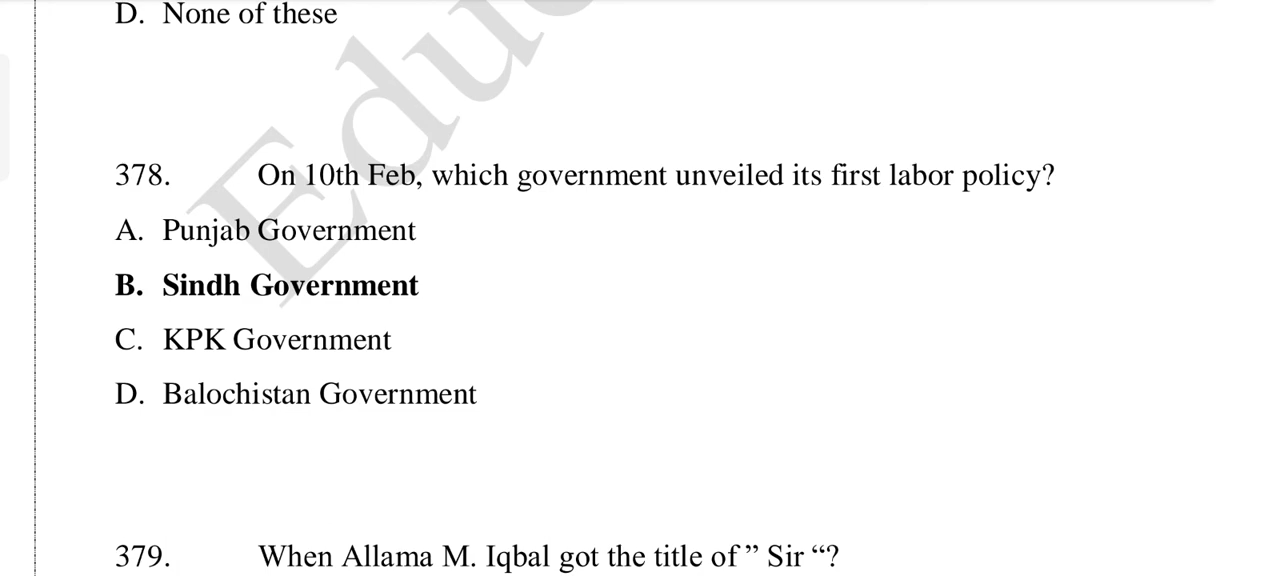 D. None of these
378. On 10th Feb, which government unveiled its first labor policy?
A. Punjab Government
B. Sindh Government
C. KPK Government
D. Balochistan Government
379. When Allama M. Iqbal got the title of ” Sir “?
Edu